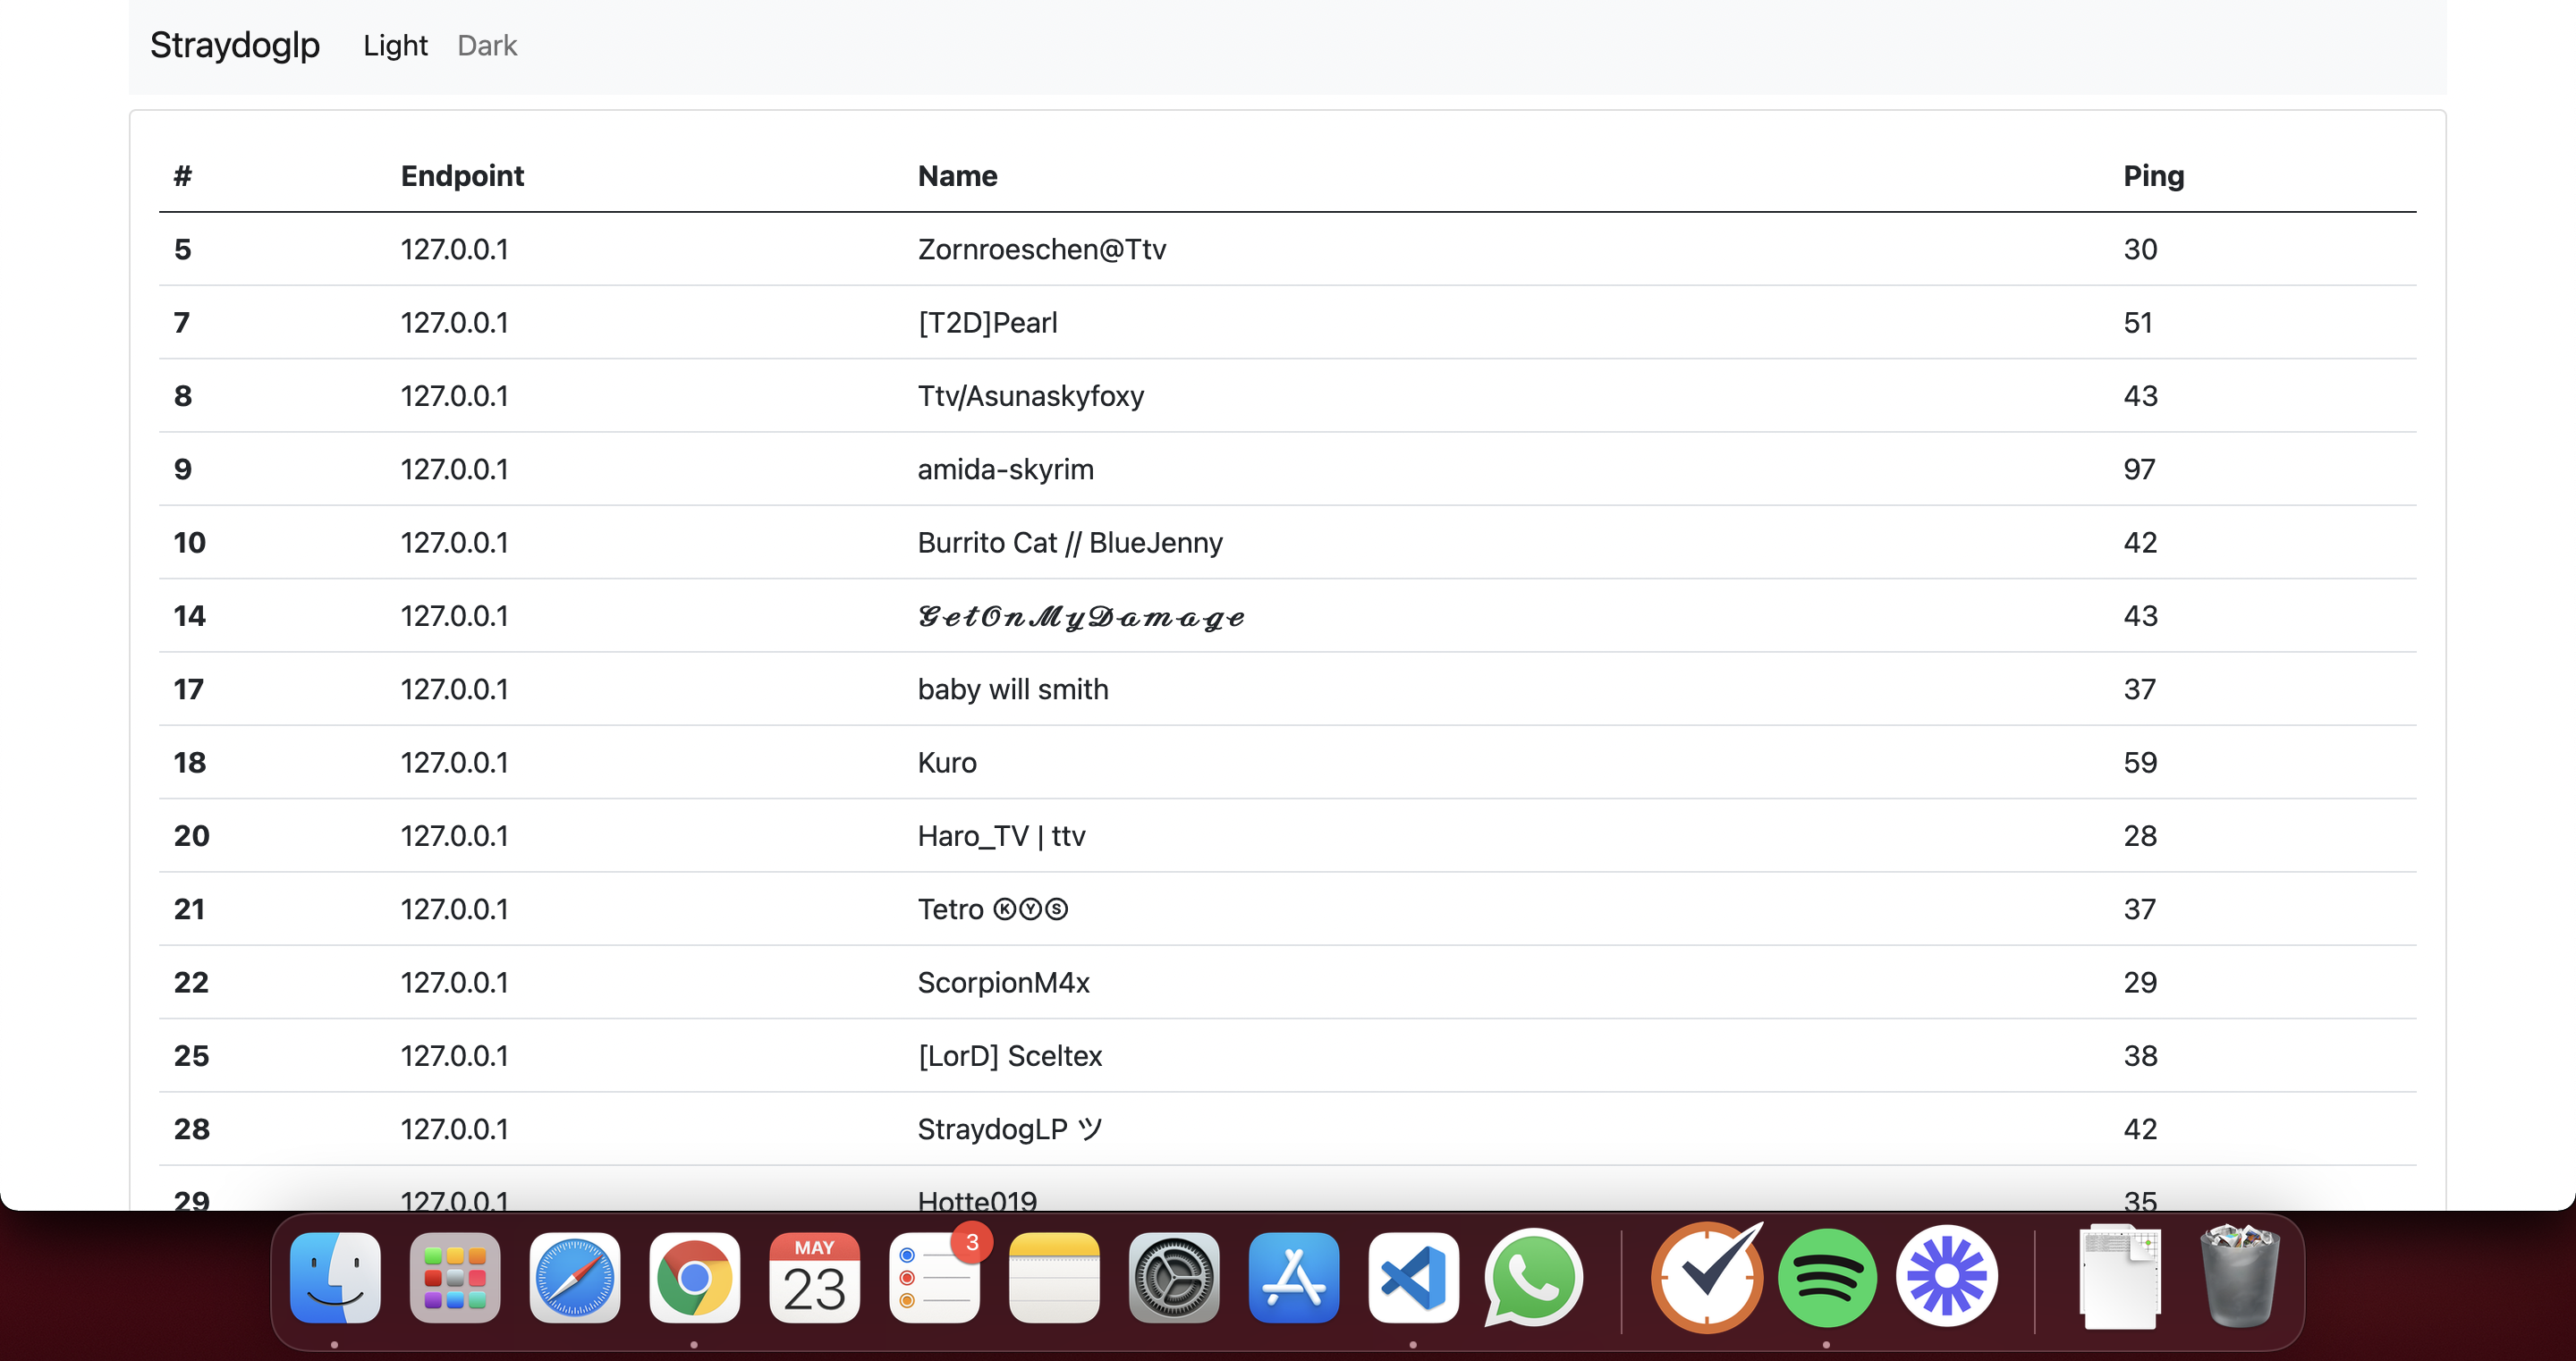 Straydoglp Light Dark
# Endpoint Name Ping
5 127.0.0.1 Zornroeschen@Ttv 30
7 127.0.0.1 [T2D]Pearl 51
8 127.0.0.1 Ttv/Asunaskyfoxy 43
9 127.0.0.1 amida-skyrim 97
10 127.0.0.1 Burrito Cat // BlueJenny 42
14 127.0.0.1 𝓖𝓮𝓽𝓞𝓷𝓜𝔂𝓓𝓪𝓶𝓪𝓰𝓮 43
17 127.0.0.1 baby will smith 37
18 127.0.0.1 Kuro 59
20 127.0.0.1 Haro_TV | ttv 28
21 127.0.0.1 Tetro ⓀⓎⓈ 37
22 127.0.0.1 ScorpionM4x 29
25 127.0.0.1 [LorD] Sceltex 38
28 127.0.0.1 StraydogLP ツ 42
29 127.0.0.1 Hotte019 35
MAY 3
23